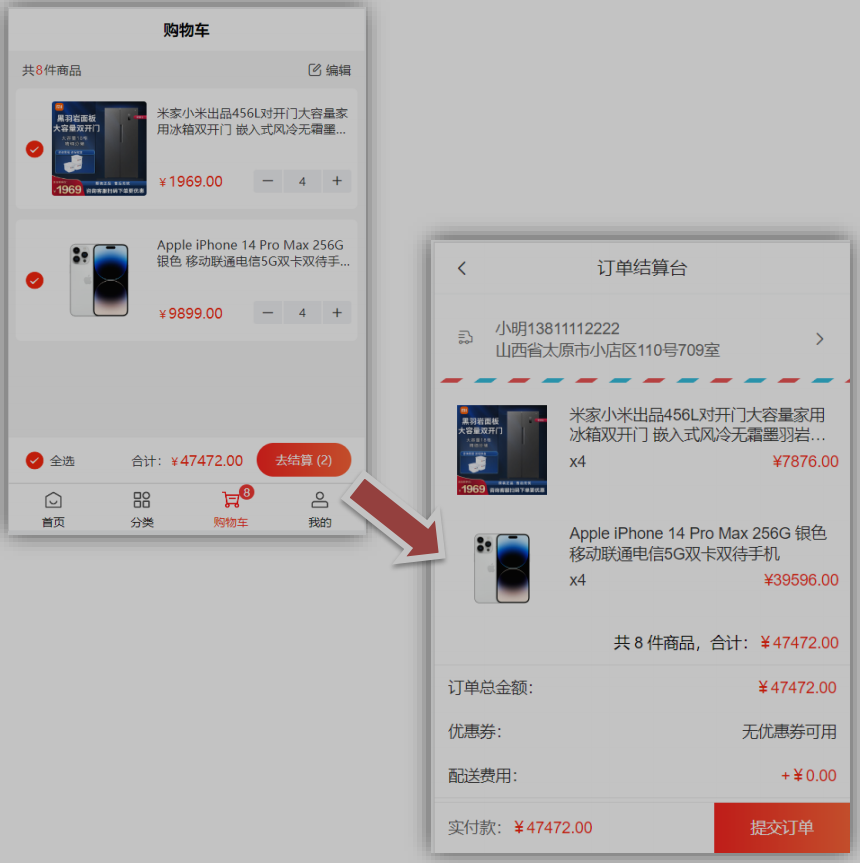 购物车
共8件商品
编辑
黑羽岩面板
大容量双开门
1969
米家小米出品456L对开门大容量家
用冰箱双开门 嵌入式风冷无霜墨...
¥1969.00
4
Apple iPhone 14 Pro Max 256G
银色 移动联通电信5G双卡双待手...
¥9899.00
4
全选
合计：¥47472.00
去结算 (2)
首页
分类
8
购物车
我的
订单结算台
小明13811112222
山西省太原市小店区110号709室
黑羽岩面板
大容量双开门
1969
米家小米出品456L对开门大容量家用
冰箱双开门 嵌入式风冷无霜墨羽岩...
x4
¥7876.00
Apple iPhone 14 Pro Max 256G 银色
移动联通电信5G双卡双待手机
x4
¥39596.00
共 8 件商品，合计：¥47472.00
订单总金额：
¥47472.00
优惠券：
无优惠券可用
配送费用：
+¥0.00
实付款：¥47472.00
提交订单